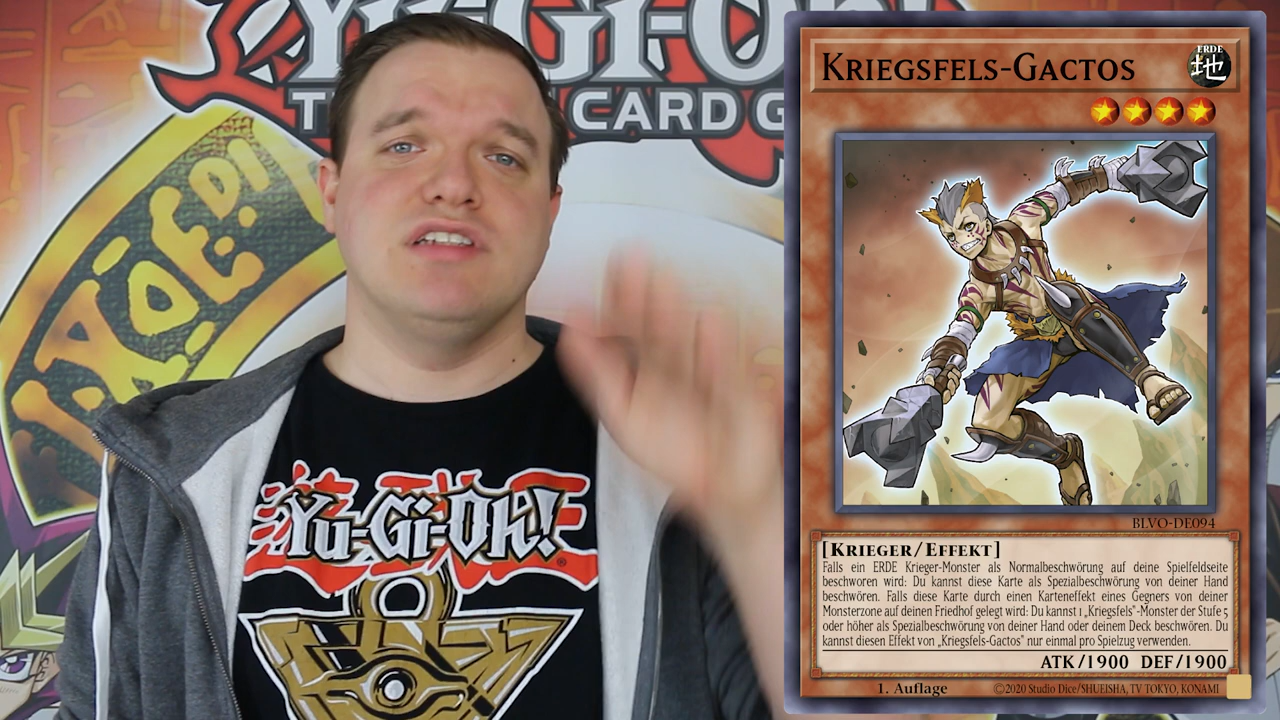 Yu-Gi-Oh!
CARD G
Yu-Gi-Oh!
KRIEGSFELS-GACTOS
ERDE
地
BLVO-DE094
[KRIEGER/EFFEKT]
Falls ein ERDE Krieger-Monster als Normalbeschwörung auf deine Spielfeldseite
beschworen wird: Du kannst diese Karte als Spezialbeschwörung von deiner Hand
beschwören. Falls diese Karte durch einen Karteneffekt eines Gegners von deiner
Monsterzone auf deinen Friedhof gelegt wird: Du kannst 1 „Kriegsfels“-Monster der Stufe 5
oder höher als Spezialbeschwörung von deiner Hand oder deinem Deck beschwören. Du
kannst diesen Effekt von „Kriegsfels-Gactos“ nur einmal pro Spielzug verwenden.
ATK/1900 DEF/1900
1. Auflage
©2020 Studio Dice/SHUEISHA, TV TOKYO, KONAMI